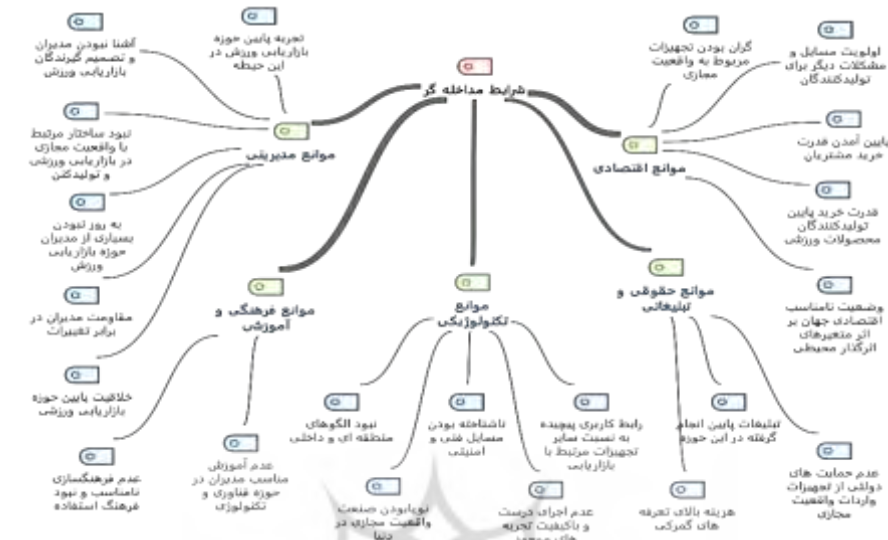 شرایط مداخله گر
موانع اقتصادی
گران بودن تجهیزات
مربوط به واقعیت
مجازی
اولویت مسایل و
مشکلات دیگر برای
تولیدکنندگان
پایین آمدن قدرت
خرید مشتریان
قدرت خرید پایین
تولیدکنندگان
محصولات ورزشی
وضعیت نامناسب
اقتصادی جهان بر
اثر متغیرهای
اثرگذار محیطی
موانع حقوقی و
تبلیغاتی
تبلیغات پایین انجام
گرفته در این حوزه
عدم حمایت های
دولتی از تجهیزات
واردات واقعیت
مجازی
هزینه بالای تعرفه
های گمرکی
موانع
تکنولوژیکی
رابط کاربری پیچیده
به نسبت سایر
تجهیزات مرتبط با
بازاریابی
ناشناخته بودن
مسایل فنی و
امنیتی
نبود الگوهای
منطقه ای و داخلی
عدم اجرای درست
و باکیفیت تجربه
های
نوپابودن صنعت
واقعیت مجازی در
دنیا
موانع فرهنگی و
آموزشی
عدم آموزش
مناسب مدیران در
حوزه فناوری و
تکنولوژی
عدم فرهنگسازی
نامناسب و نبود
فرهنگ استفاده
موانع مدیریتی
تجربه پایین حوزه
بازاریابی ورزش در
این حیطه
آشنا نبودن مدیران
و تصمیم گیرندگان
بازاریابی ورزش
نبود ساختار مرتبط
با واقعیت مجازی
در بازاریابی ورزشی
و تولیدکنن
به روز نبودن
بسیاری از مدیران
حوزه بازاریابی
ورزش
مقاومت مدیران در
برابر تغییرات
خلاقیت پایین حوزه
بازاریابی ورزشی